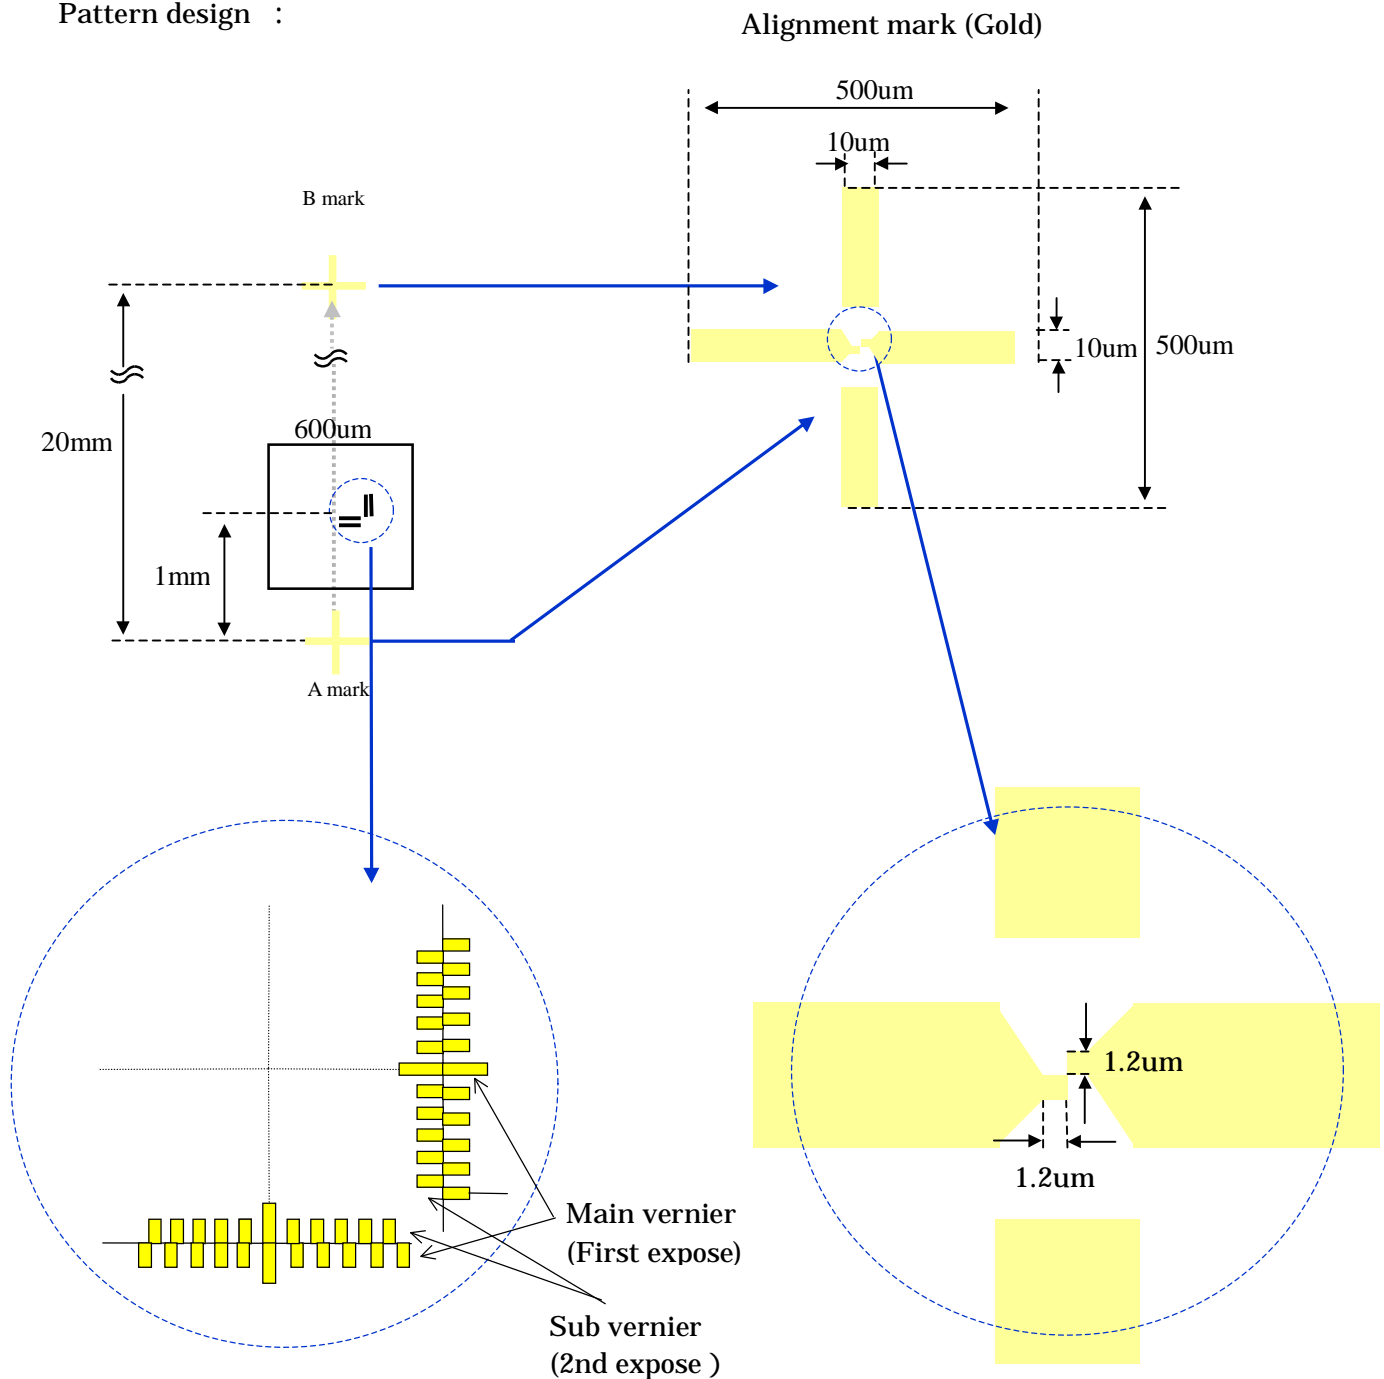 Pattern design :
Alignment mark (Gold)
500um
10um
B mark
10um
500um
20mm
600um
1mm
A mark
1.2um
1.2um
Main vernier
(First expose)
Sub vernier
(2nd expose )